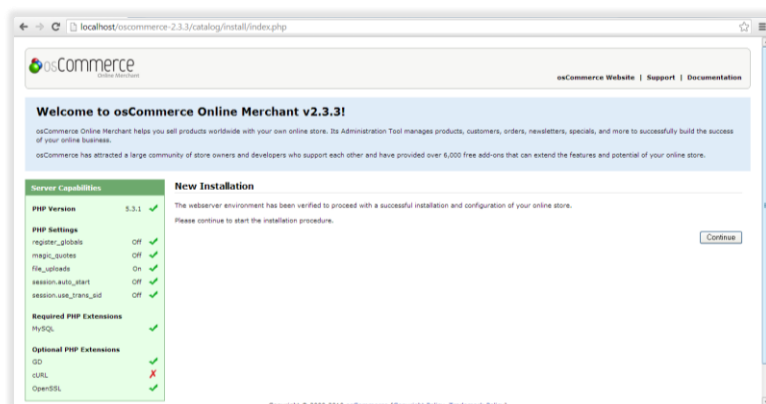 localhost/oscommerce-2.3.3/catalog/install/index.php
osCommerce
Online Merchant
osCommerce Website | Support | Documentation
Welcome to osCommerce Online Merchant v2.3.3!
osCommerce Online Merchant helps you sell products worldwide with your own online store. Its Administration Tool manages products, customers, orders, newsletters, specials, and more to successfully build the success
of your online business.
osCommerce has attracted a large community of store owners and developers who support each other and have provided over 6,000 free add-ons that can extend the features and potential of your online store.
Server Capabilities
PHP Version 5.3.1
PHP Settings
register_globals Off
magic_quotes Off
file_uploads On
session.auto_start Off
session.use_trans_sid Off
Required PHP Extensions
MySQL
Optional PHP Extensions
GD
cURL
OpenSSL
New Installation
The webserver environment has been verified to proceed with a successful installation and configuration of your online store.
Please continue to start the installation procedure.
Continue